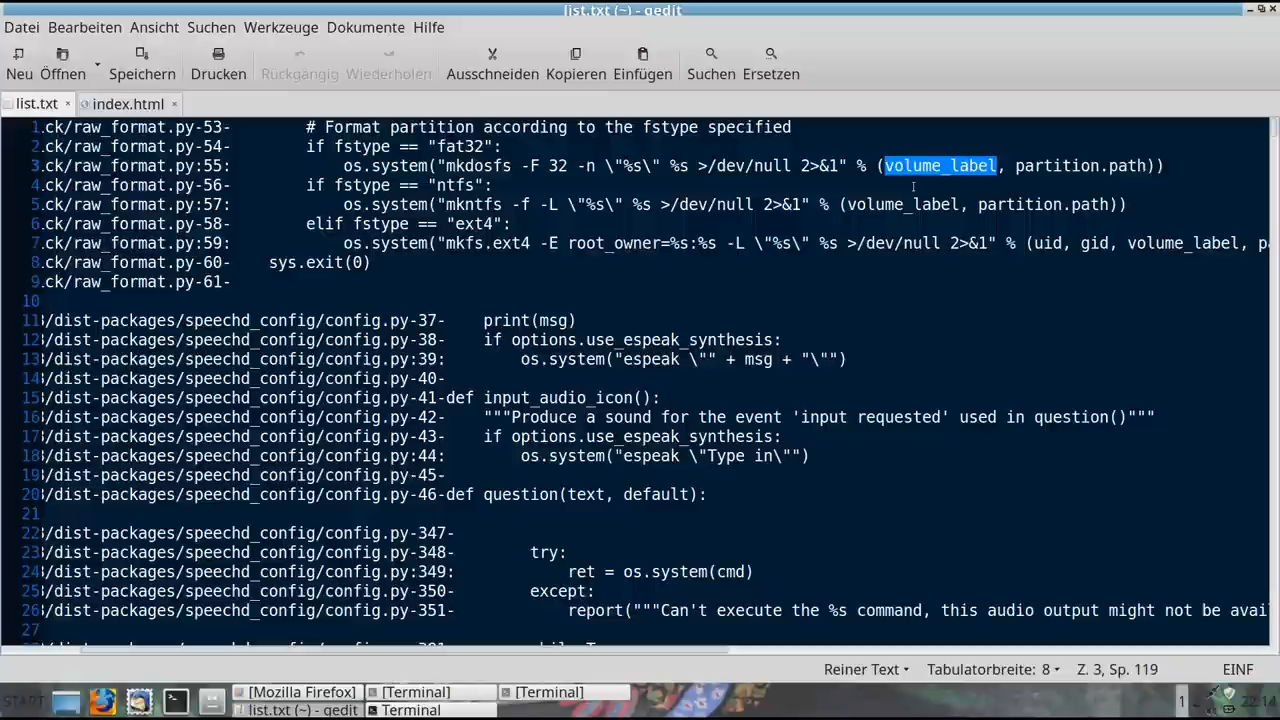 list.txt (~) - gedit
Datei Bearbeiten Ansicht Suchen Werkzeuge Dokumente Hilfe
Neu Öffnen Speichern Drucken Rückgängig Wiederholen Ausschneiden Kopieren Einfügen Suchen Ersetzen
list.txt × index.html ×
1.ck/raw_format.py-53-        # Format partition according to the fstype specified
2.ck/raw_format.py-54-        if fstype == "fat32":
3.ck/raw_format.py:55:            os.system("mkdosfs -F 32 -n \"%s\" %s >/dev/null 2>&1" % (volume_label, partition.path))
4.ck/raw_format.py-56-        if fstype == "ntfs":
5.ck/raw_format.py:57:            os.system("mkntfs -f -L \"%s\" %s >/dev/null 2>&1" % (volume_label, partition.path))
6.ck/raw_format.py-58-        elif fstype == "ext4":
7.ck/raw_format.py:59:            os.system("mkfs.ext4 -E root_owner=%s:%s -L \"%s\" %s >/dev/null 2>&1" % (uid, gid, volume_label, pa
8.ck/raw_format.py-60-    sys.exit(0)
9.ck/raw_format.py-61-
10
11 /dist-packages/speechd_config/config.py-37-    print(msg)
12 /dist-packages/speechd_config/config.py-38-    if options.use_espeak_synthesis:
13 /dist-packages/speechd_config/config.py:39:        os.system("espeak \"" + msg + "\"")
14 /dist-packages/speechd_config/config.py-40-
15 /dist-packages/speechd_config/config.py-41-def input_audio_icon():
16 /dist-packages/speechd_config/config.py-42-    """Produce a sound for the event 'input requested' used in question()"""
17 /dist-packages/speechd_config/config.py-43-    if options.use_espeak_synthesis:
18 /dist-packages/speechd_config/config.py:44:        os.system("espeak \"Type in\"")
19 /dist-packages/speechd_config/config.py-45-
20 /dist-packages/speechd_config/config.py-46-def question(text, default):
21
22 /dist-packages/speechd_config/config.py-347-
23 /dist-packages/speechd_config/config.py-348-        try:
24 /dist-packages/speechd_config/config.py:349:            ret = os.system(cmd)
25 /dist-packages/speechd_config/config.py-350-        except:
26 /dist-packages/speechd_config/config.py-351-            report("""Can't execute the %s command, this audio output might not be avai
27
Reiner Text Tabulatorbreite: 8 Z. 3, Sp. 119 EINF
START [Mozilla Firefox] [Terminal] [Terminal] 1 22:14
list.txt (~) - gedit Terminal